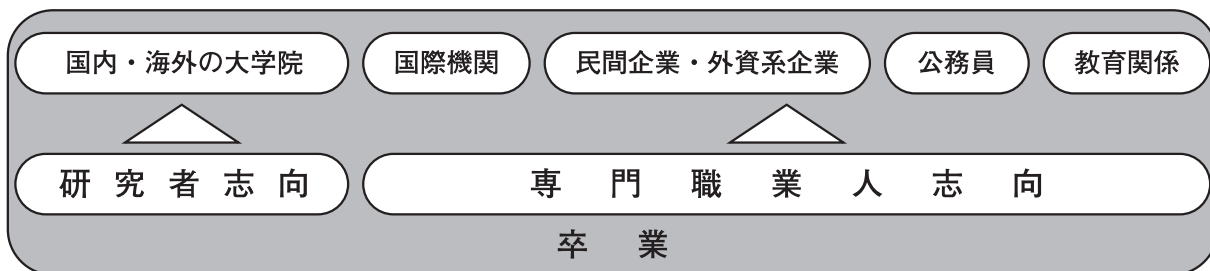 国内・海外の大学院 国際機関 民間企業・外資系企業 公務員 教育関係
研究者志向 専門職業人志向
卒業